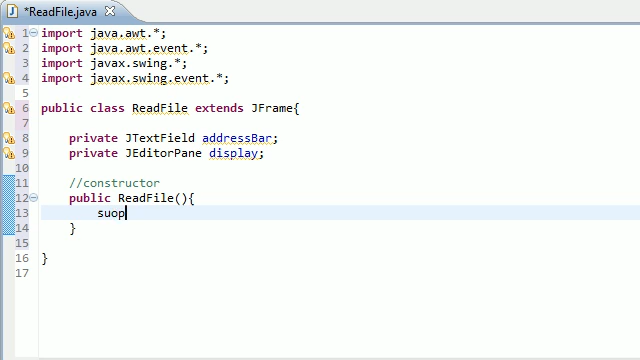 *ReadFile.java
1 import java.awt.*;
2 import java.awt.event.*;
3 import javax.swing.*;
4 import javax.swing.event.*;
5
6 public class ReadFile extends JFrame{
7
8 private JTextField addressBar;
9 private JEditorPane display;
10
11 //constructor
12 public ReadFile(){
13 suop
14 }
15
16 }
17